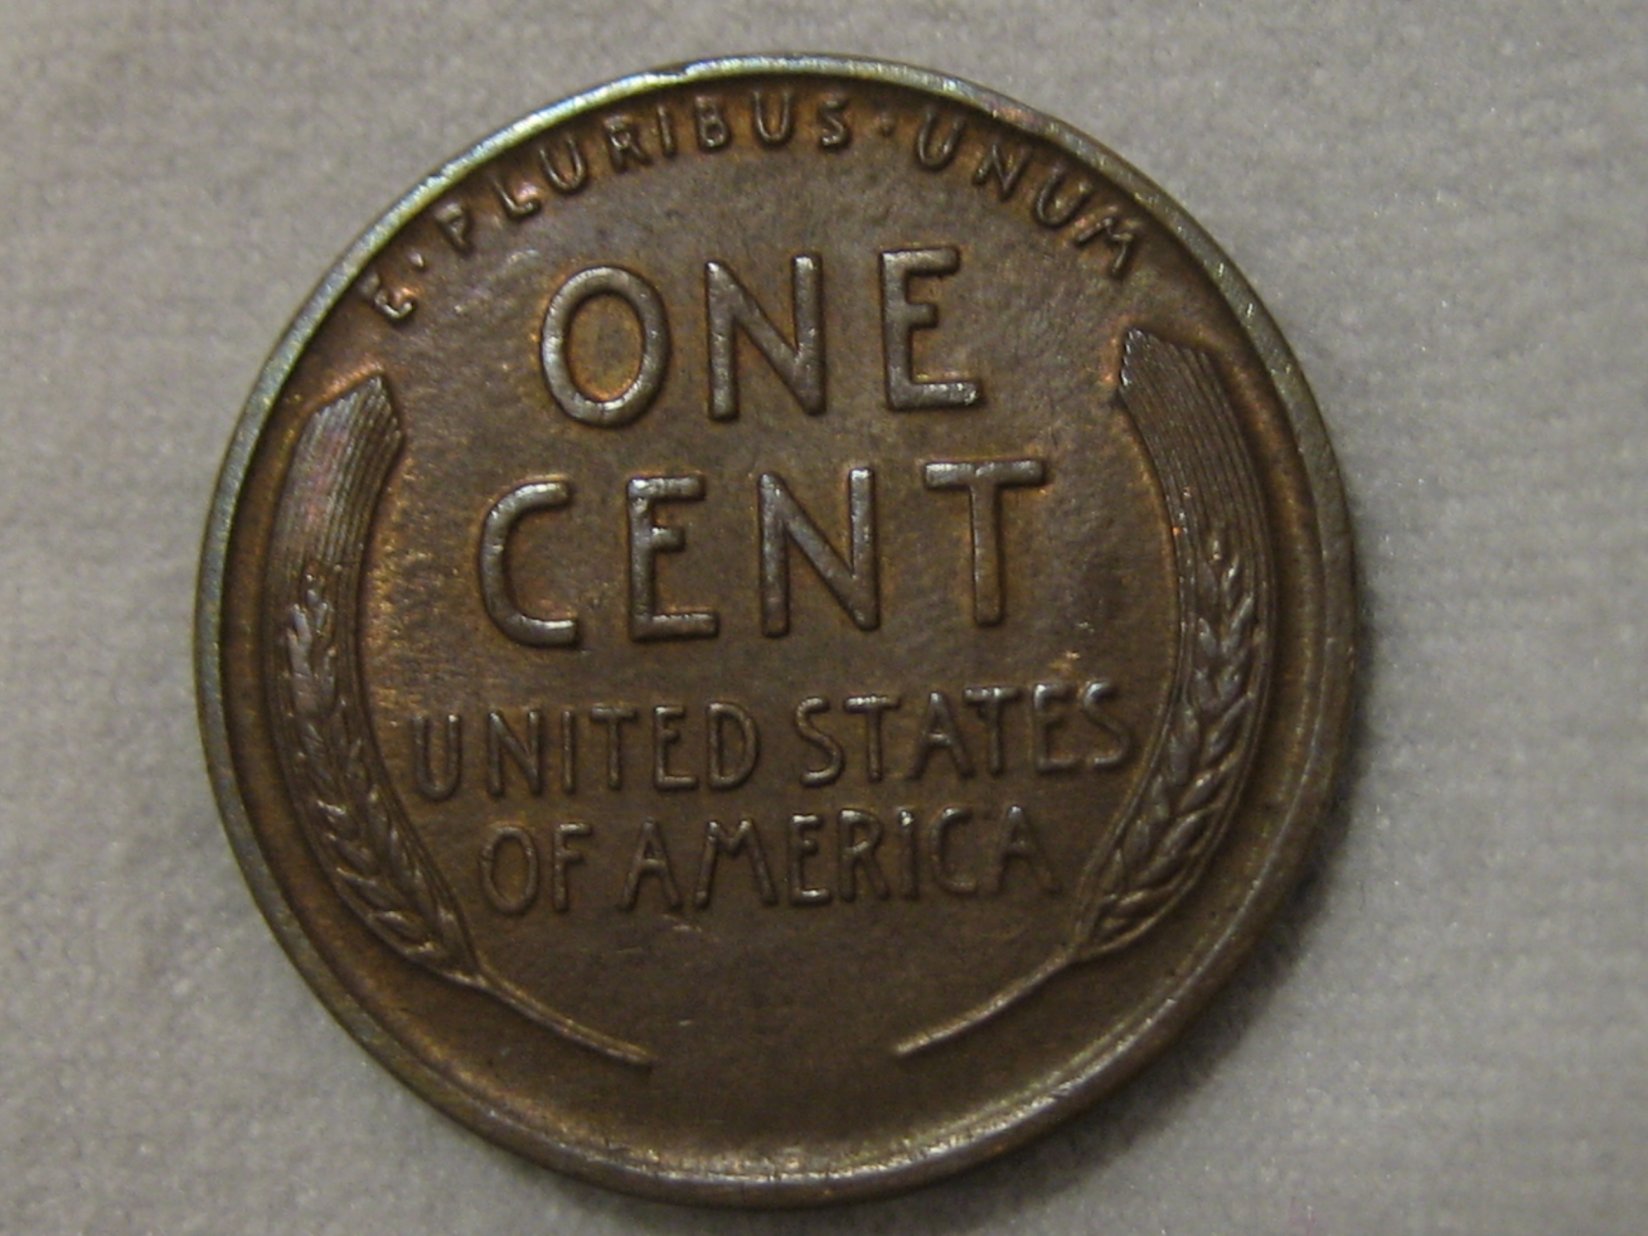 E · PLURIBUS · UNUM
ONE
CENT
UNITED STATES
OF AMERICA